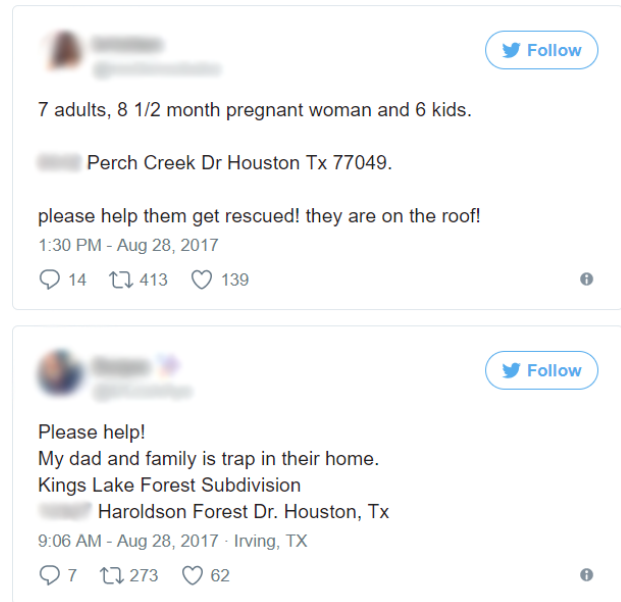 Follow
7 adults, 8 1/2 month pregnant woman and 6 kids.
Perch Creek Dr Houston Tx 77049.
please help them get rescued! they are on the roof!
1:30 PM - Aug 28, 2017
14 413 139
Follow
Please help!
My dad and family is trap in their home.
Kings Lake Forest Subdivision
Haroldson Forest Dr. Houston, Tx
9:06 AM - Aug 28, 2017 · Irving, TX
7 273 62